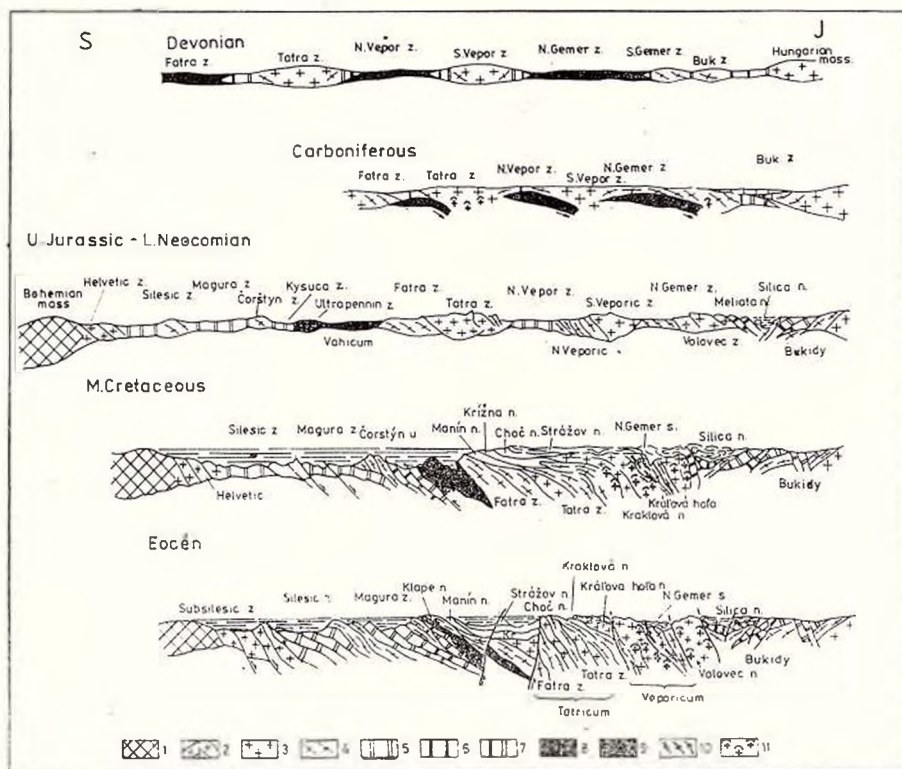 S J
Devonian
Fatra z. Tatra z. N.Vepor z. S.Vepor z N.Gemer z. S.Gemer z. Buk z Hungarian mass.
Carboniferous
Fatra z. Tatra z N.Vepor z. S.Vepor z. N.Gemer z. Buk z
U.Jurassic - L.Neocomian
Bohemian mass Helvetic z. Silesic z. Magura z. Čorštyn z. Kysuca z. Ultrapennin z Fatra z. Tatra z. N.Vepor z. S.Veporic z. N.Gemer z. Meliata n. Silica n.
Vahicum N.Veporic Volovec z. Bukidy
M.Cretaceous
Silesic z Magura z. Čorstýn u Manín n. Krížna n. Choč n. Strážov n. N.Gemer s. Silica n.
Helvetic Fatra z. Tatra z. Kraklová n Kráľová hoľa Bukidy
Eocén
Subsilesic z Silesic z Magura z. Klape n Manín n. Strážov n. Choč n. Kraklová n Kráľova hoľa n N.Gemer s Silica n.
Fatra z. Tatra z. Volovec n Bukidy
Tatricum Veporicum
1 2 3 4 5 6 7 8 9 10 11